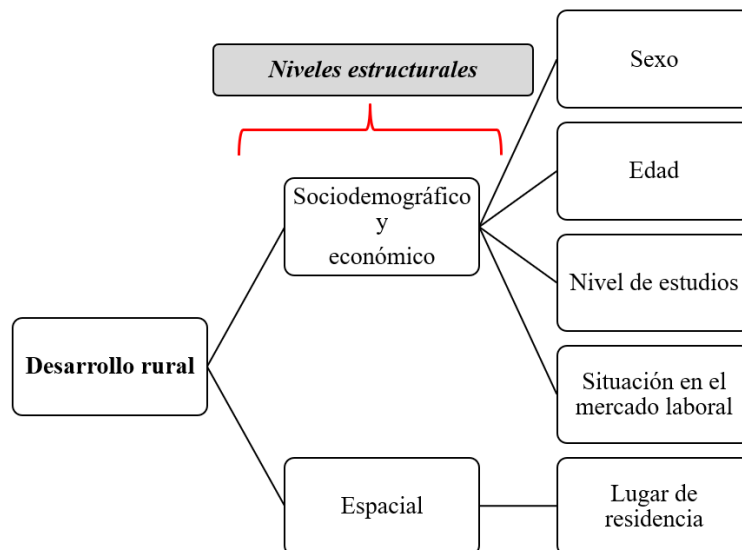 Niveles estructurales
Sexo
Edad
Sociodemográfico
y
económico
Nivel de estudios
Desarrollo rural
Situación en el
mercado laboral
Espacial
Lugar de
residencia